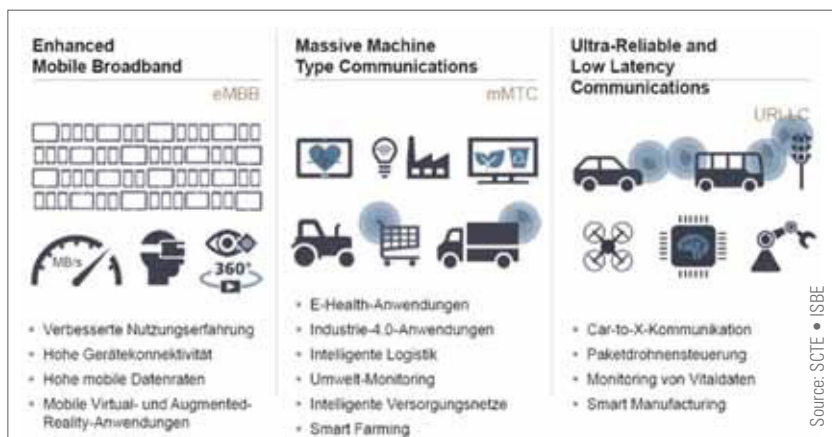 Enhanced
Mobile Broadband
eMBB
MB/s
360°
• Verbesserte Nutzungserfahrung
• Hohe Gerätekonnektivität
• Hohe mobile Datenraten
• Mobile Virtual- und Augmented-
Reality-Anwendungen
Massive Machine
Type Communications
mMTC
• E-Health-Anwendungen
• Industrie-4.0-Anwendungen
• Intelligente Logistik
• Umwelt-Monitoring
• Intelligente Versorgungsnetze
• Smart Farming
Ultra-Reliable and
Low Latency
Communications
URLLC
• Car-to-X-Kommunikation
• Paketdrohnensteuerung
• Monitoring von Vitaldaten
• Smart Manufacturing
Source: SCTE • ISBE